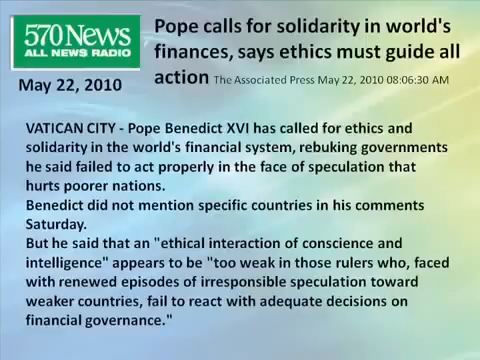 570 News
ALL NEWS RADIO
May 22, 2010
Pope calls for solidarity in world's
finances, says ethics must guide all
action The Associated Press May 22, 2010 08:06:30 AM
VATICAN CITY - Pope Benedict XVI has called for ethics and
solidarity in the world's financial system, rebuking governments
he said failed to act properly in the face of speculation that
hurts poorer nations.
Benedict did not mention specific countries in his comments
Saturday.
But he said that an "ethical interaction of conscience and
intelligence" appears to be "too weak in those rulers who, faced
with renewed episodes of irresponsible speculation toward
weaker countries, fail to react with adequate decisions on
financial governance."